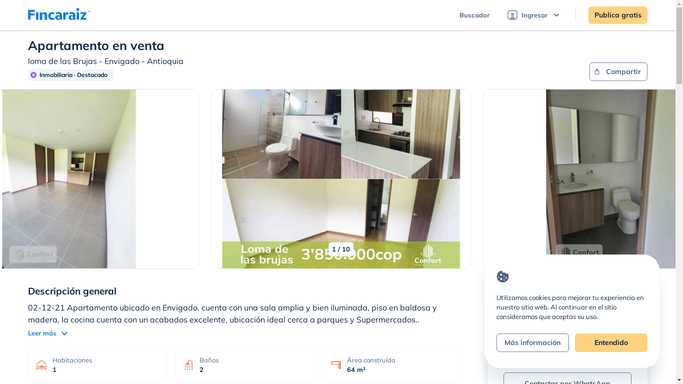 Fincaraiz
Buscador
Ingresar
Publica gratis
Apartamento en venta
loma de las Brujas - Envigado - Antioquia
Inmobiliaria · Destacado
Compartir
Confort
Loma de
las brujas
3'850.000cop
Confort
1 / 10
Confort
Descripción general
02-12-21 Apartamento ubicado en Envigado, cuenta con una sala amplia y bien iluminada, piso en baldosa y
madera, la cocina cuenta con un acabados excelente, ubicación ideal cerca a parques y Supermercados..
Leer más
Habitaciones
1
Baños
2
Área construída
64 m²
Utilizamos cookies para mejorar tu experiencia en
nuestro sitio web. Al continuar en el sitio
consideramos que aceptas su uso.
Más información
Entendido
Contactar por WhatsApp